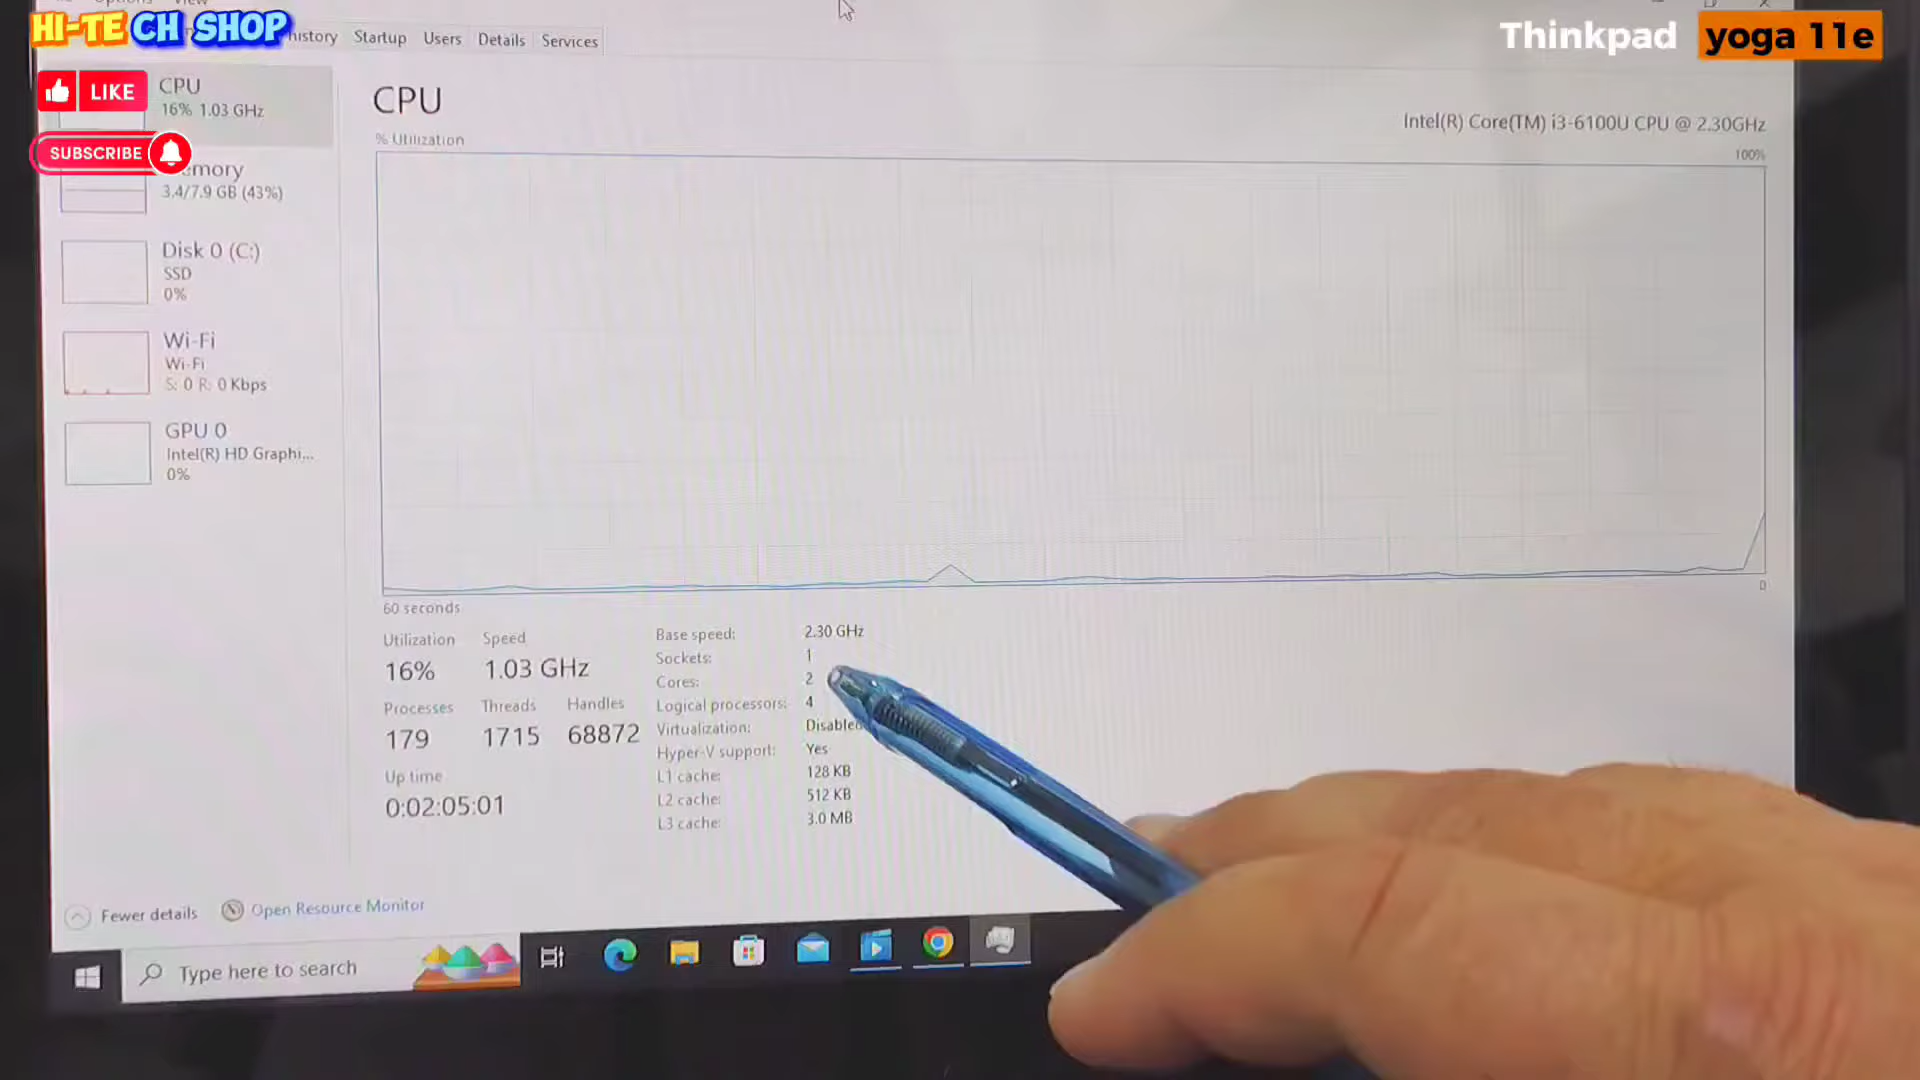 HI-TECH SHOP
Thinkpad yoga 11e
history Startup Users Details Services
LIKE
SUBSCRIBE
CPU
16% 1.03 GHz
3.4/7.9 GB (43%)
Disk 0 (C:)
SSD
0%
Wi-Fi
Wi-Fi
S: 0 R: 0 Kbps
GPU 0
Intel(R) HD Graphi...
0%
CPU
Intel(R) Core(TM) i3-6100U CPU @ 2.30GHz
% Utilization
100%
60 seconds
0
Utilization Speed
16% 1.03 GHz
Processes Threads Handles
179 1715 68872
Up time
0:02:05:01
Base speed: 2.30 GHz
Sockets: 1
Cores: 2
Logical processors: 4
Virtualization: Disabled
Hyper-V support: Yes
L1 cache: 128 KB
L2 cache: 512 KB
L3 cache: 3.0 MB
Fewer details Open Resource Monitor
Type here to search